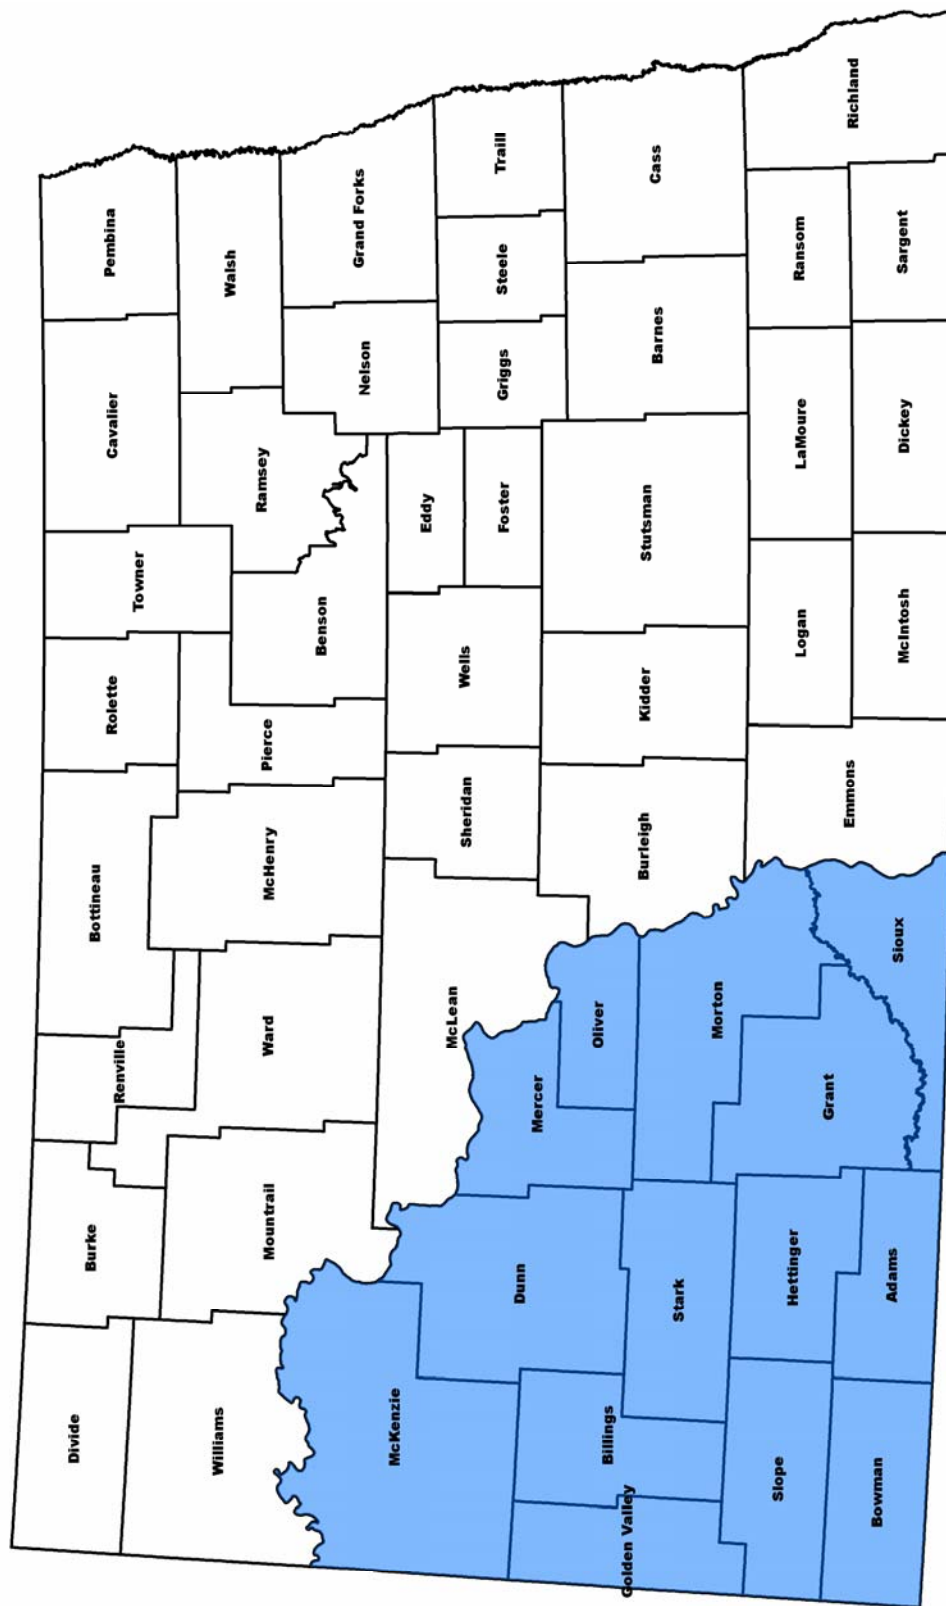 Divide
Burke
Renville
Bottineau
Rolette
Towner
Cavalier
Pembina
Williams
Mountrail
Ward
McHenry
Pierce
Benson
Ramsey
Walsh
Nelson
Grand Forks
McKenzie
McLean
Sheridan
Wells
Eddy
Foster
Griggs
Steele
Traill
Dunn
Mercer
Oliver
Golden Valley
Billings
Stark
Morton
Burleigh
Kidder
Stutsman
Barnes
Cass
Slope
Hettinger
Grant
Emmons
Logan
LaMoure
Ransom
Richland
Bowman
Adams
Sioux
McIntosh
Dickey
Sargent